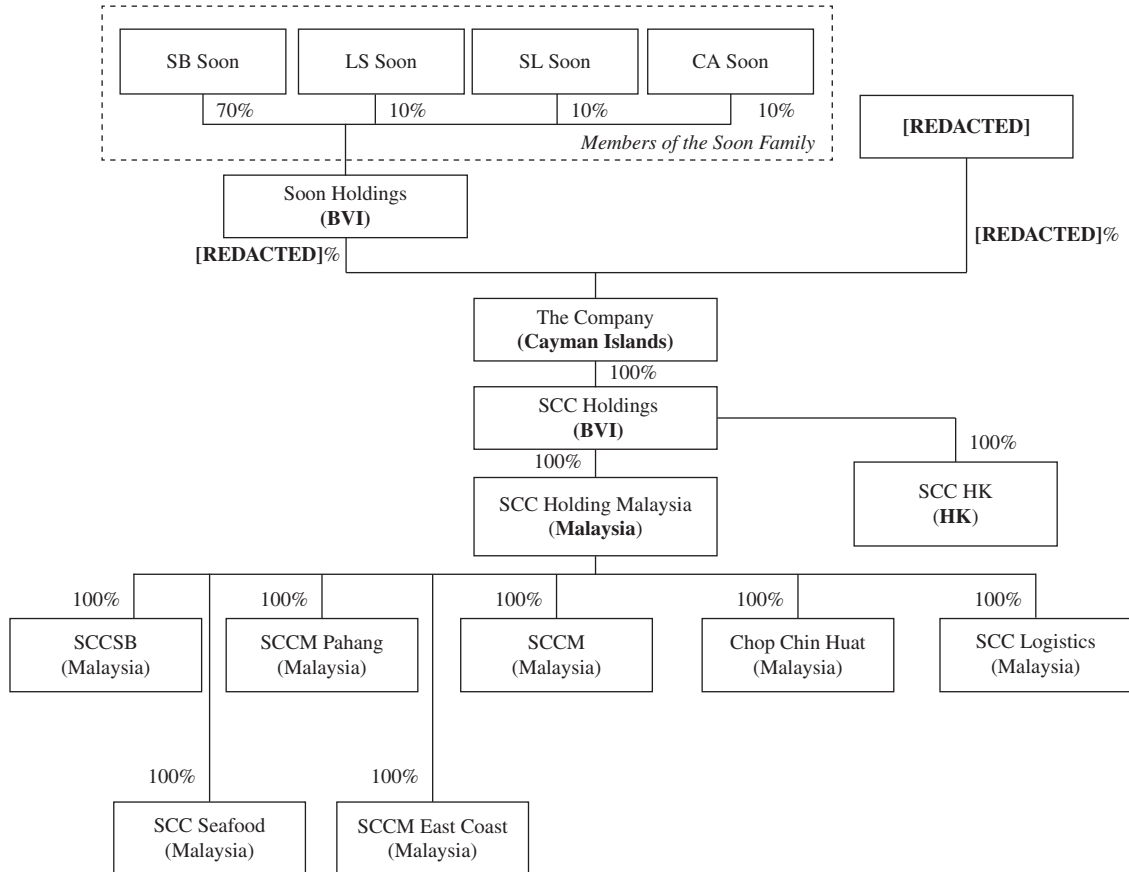 SB Soon
LS Soon
SL Soon
CA Soon
70%
10%
10%
10%
Members of the Soon Family
[REDACTED]
Soon Holdings
(BVI)
[REDACTED]%
[REDACTED]%
The Company
(Cayman Islands)
100%
SCC Holdings
(BVI)
100%
100%
SCC Holding Malaysia
(Malaysia)
SCC HK
(HK)
100%
100%
100%
100%
100%
SCCSB
(Malaysia)
SCCM Pahang
(Malaysia)
SCCM
(Malaysia)
Chop Chin Huat
(Malaysia)
SCC Logistics
(Malaysia)
100%
100%
SCC Seafood
(Malaysia)
SCCM East Coast
(Malaysia)